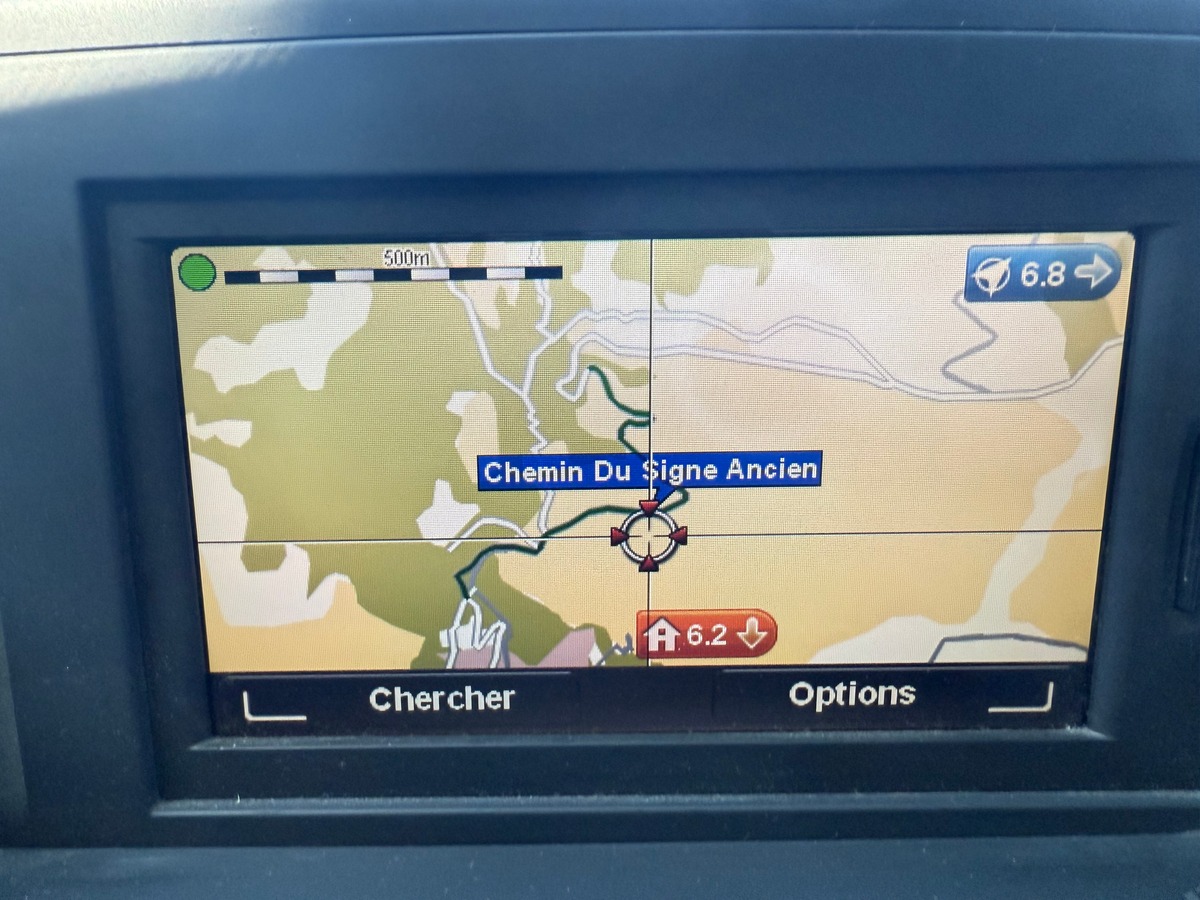 500m
6.8
Chemin Du Signe Ancien
6.2
Chercher
Options